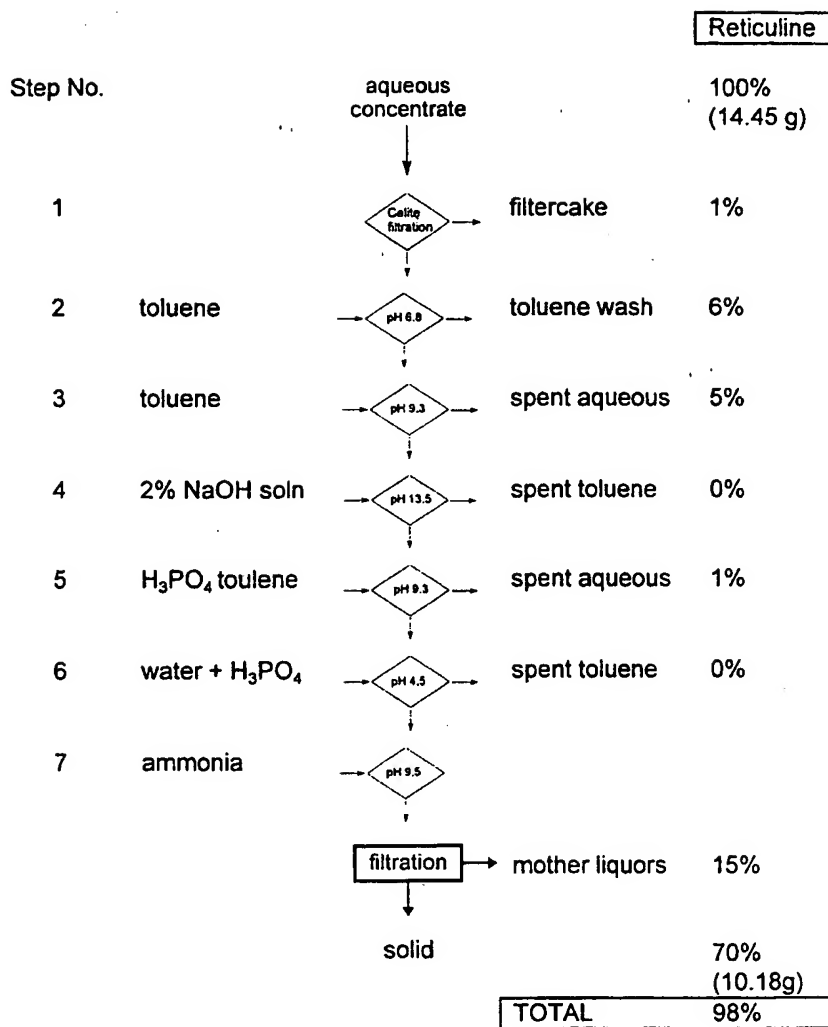 Reticuline
Step No. aqueous concentrate 100% (14.45 g)
1 Celite filtration filtercake 1%
2 toluene pH 6.8 toluene wash 6%
3 toluene pH 9.3 spent aqueous 5%
4 2% NaOH soln pH 13.5 spent toluene 0%
5 H₃PO₄ toulene pH 9.3 spent aqueous 1%
6 water + H₃PO₄ pH 4.5 spent toluene 0%
7 ammonia pH 9.5
filtration mother liquors 15%
solid 70% (10.18g)
TOTAL 98%